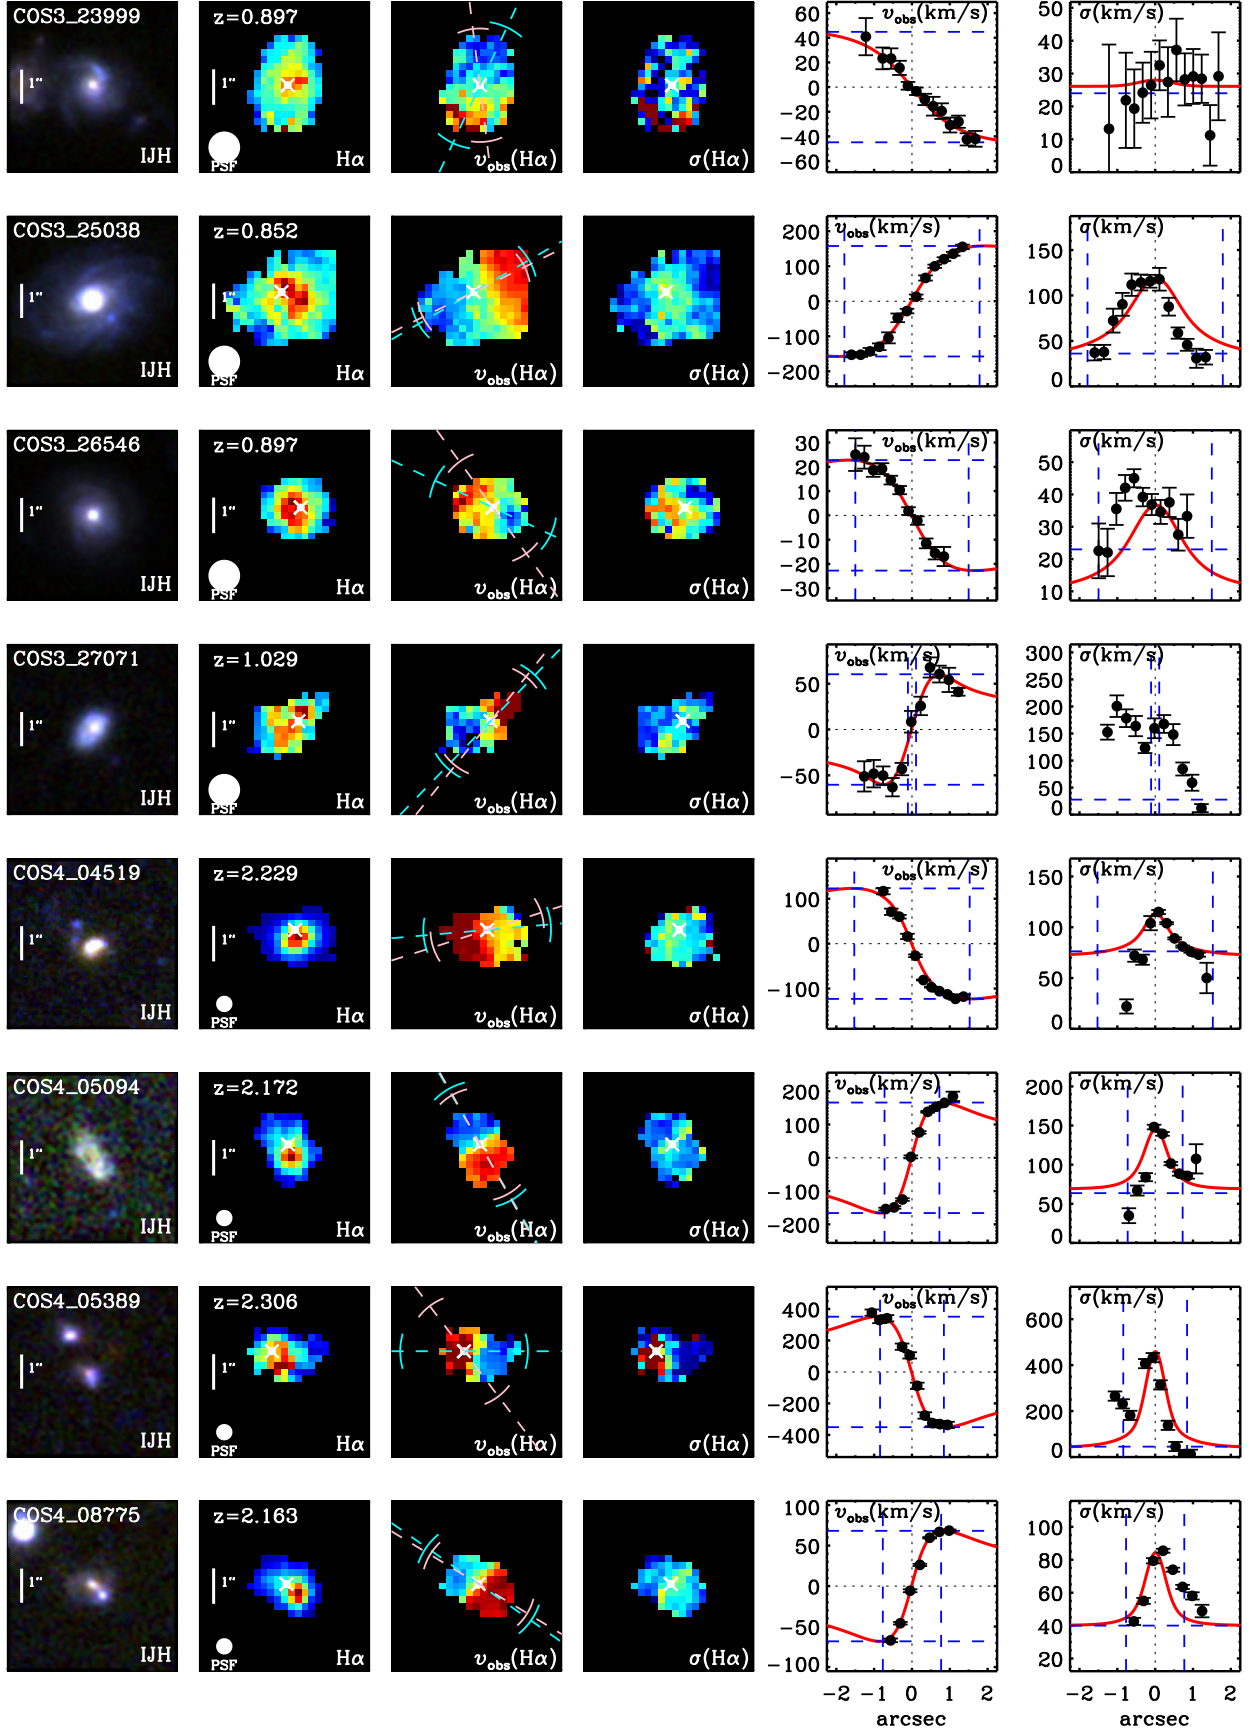 COS3_23999
1"
IJH
z=0.897
1"
PSF
Hα
v_obs(Hα)
σ(Hα)
v_obs(km/s)
60
40
20
0
−20
−40
−60
σ(km/s)
50
40
30
20
10
0
COS3_25038
1"
IJH
z=0.852
1"
PSF
Hα
v_obs(Hα)
σ(Hα)
v_obs(km/s)
200
100
0
−100
−200
σ(km/s)
150
100
50
0
COS3_26546
1"
IJH
z=0.897
1"
PSF
Hα
v_obs(Hα)
σ(Hα)
v_obs(km/s)
30
20
10
0
−10
−20
−30
σ(km/s)
60
50
40
30
20
10
COS3_27071
1"
IJH
z=1.029
1"
PSF
Hα
v_obs(Hα)
σ(Hα)
v_obs(km/s)
50
0
−50
σ(km/s)
300
250
200
150
100
50
0
COS4_04519
1"
IJH
z=2.229
1"
PSF
Hα
v_obs(Hα)
σ(Hα)
v_obs(km/s)
100
0
−100
σ(km/s)
150
100
50
0
COS4_05094
1"
IJH
z=2.172
1"
PSF
Hα
v_obs(Hα)
σ(Hα)
v_obs(km/s)
200
100
0
−100
−200
σ(km/s)
200
150
100
50
0
COS4_05389
1"
IJH
z=2.306
1"
PSF
Hα
v_obs(Hα)
σ(Hα)
v_obs(km/s)
400
200
0
−200
−400
σ(km/s)
600
400
200
0
COS4_08775
1"
IJH
z=2.163
1"
PSF
Hα
v_obs(Hα)
σ(Hα)
v_obs(km/s)
100
50
0
−50
−100
σ(km/s)
100
80
60
40
20
−2 −1 0 1 2
arcsec
−2 −1 0 1 2
arcsec